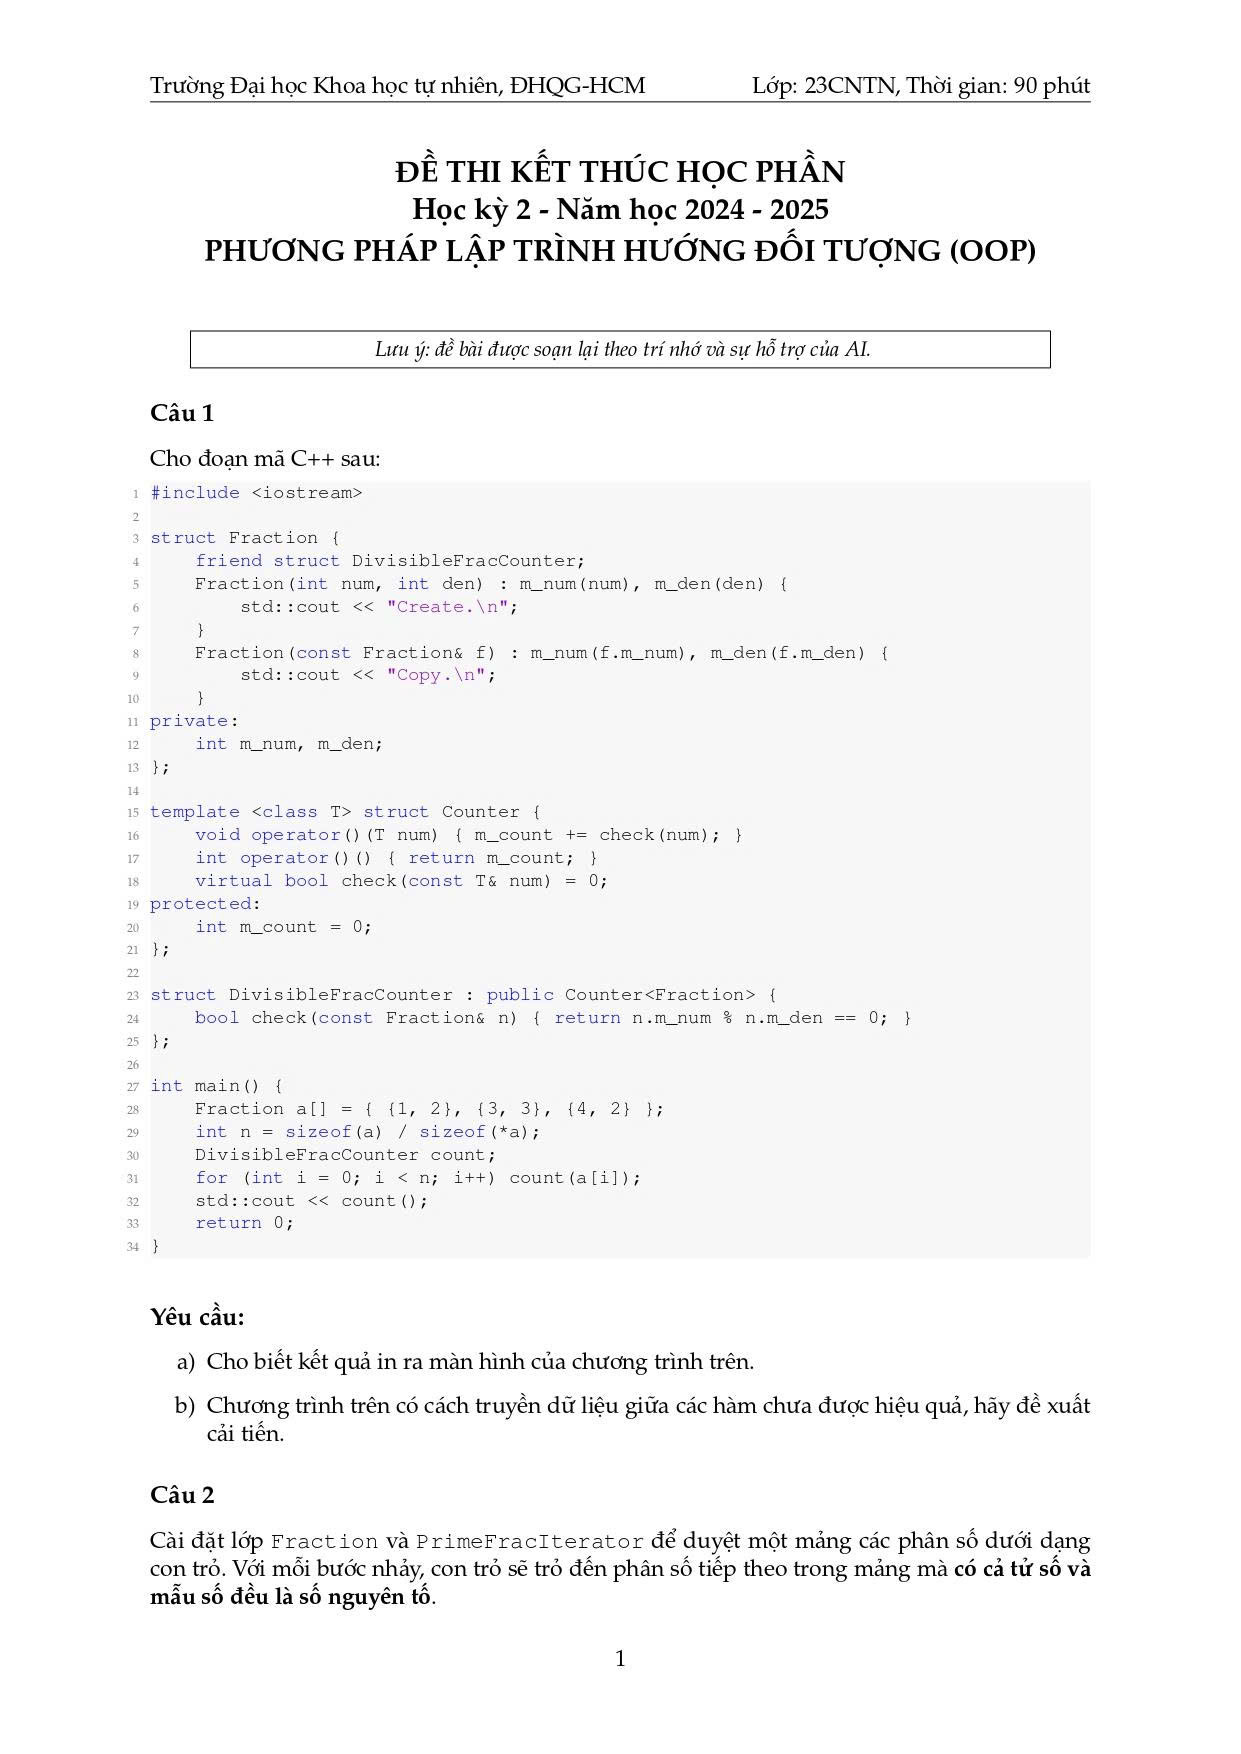 Trường Đại học Khoa học tự nhiên, ĐHQG-HCM Lớp: 23CNTN, Thời gian: 90 phút
ĐỀ THI KẾT THÚC HỌC PHẦN
Học kỳ 2 - Năm học 2024 - 2025
PHƯƠNG PHÁP LẬP TRÌNH HƯỚNG ĐỐI TƯỢNG (OOP)
Lưu ý: đề bài được soạn lại theo trí nhớ và sự hỗ trợ của AI.
Câu 1
Cho đoạn mã C++ sau:
1 #include <iostream>
2
3 struct Fraction {
4     friend struct DivisibleFracCounter;
5     Fraction(int num, int den) : m_num(num), m_den(den) {
6         std::cout << "Create.\n";
7     }
8     Fraction(const Fraction& f) : m_num(f.m_num), m_den(f.m_den) {
9         std::cout << "Copy.\n";
10     }
11 private:
12     int m_num, m_den;
13 };
14
15 template <class T> struct Counter {
16     void operator()(T num) { m_count += check(num); }
17     int operator()() { return m_count; }
18     virtual bool check(const T& num) = 0;
19 protected:
20     int m_count = 0;
21 };
22
23 struct DivisibleFracCounter : public Counter<Fraction> {
24     bool check(const Fraction& n) { return n.m_num % n.m_den == 0; }
25 };
26
27 int main() {
28     Fraction a[] = { {1, 2}, {3, 3}, {4, 2} };
29     int n = sizeof(a) / sizeof(*a);
30     DivisibleFracCounter count;
31     for (int i = 0; i < n; i++) count(a[i]);
32     std::cout << count();
33     return 0;
34 }
Yêu cầu:
a) Cho biết kết quả in ra màn hình của chương trình trên.
b) Chương trình trên có cách truyền dữ liệu giữa các hàm chưa được hiệu quả, hãy đề xuất
cải tiến.
Câu 2
Cài đặt lớp Fraction và PrimeFracIterator để duyệt một mảng các phân số dưới dạng
con trỏ. Với mỗi bước nhảy, con trỏ sẽ trỏ đến phân số tiếp theo trong mảng mà có cả tử số và
mẫu số đều là số nguyên tố.
1